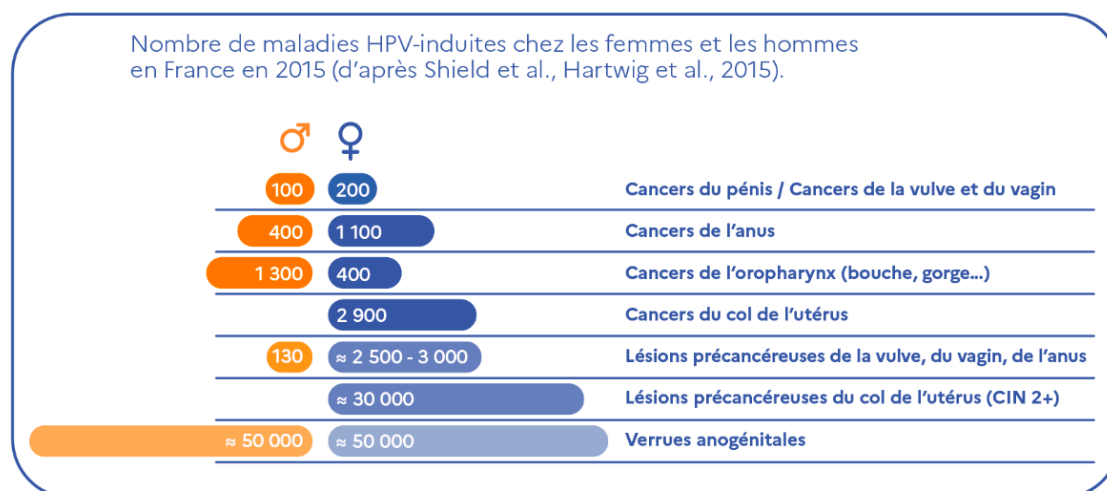 Nombre de maladies HPV-induites chez les femmes et les hommes
en France en 2015 (d'après Shield et al., Hartwig et al., 2015).
♂ ♀
100 200 Cancers du pénis / Cancers de la vulve et du vagin
400 1 100 Cancers de l'anus
1 300 400 Cancers de l'oropharynx (bouche, gorge...)
2 900 Cancers du col de l'utérus
130 ≈ 2 500 - 3 000 Lésions précancéreuses de la vulve, du vagin, de l'anus
≈ 30 000 Lésions précancéreuses du col de l'utérus (CIN 2+)
≈ 50 000 ≈ 50 000 Verrues anogénitales